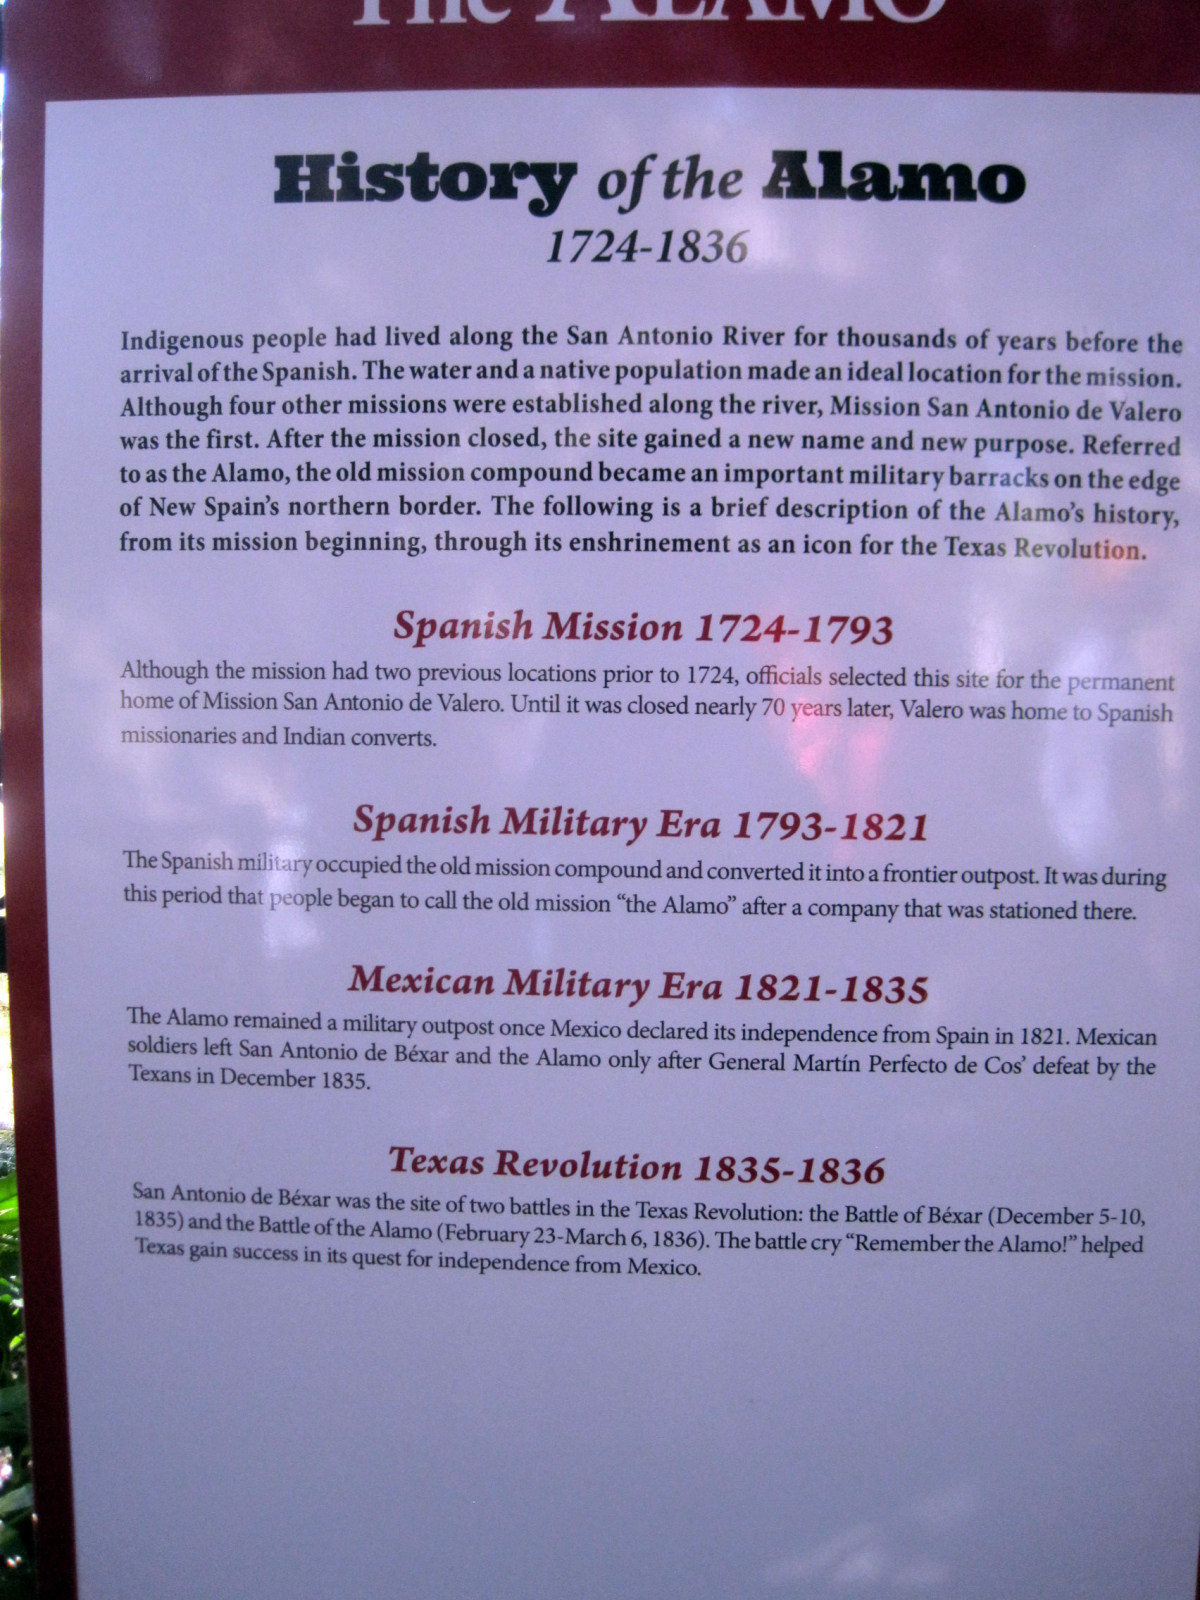 The ALAMO
History of the Alamo
1724-1836
Indigenous people had lived along the San Antonio River for thousands of years before the
arrival of the Spanish. The water and a native population made an ideal location for the mission.
Although four other missions were established along the river, Mission San Antonio de Valero
was the first. After the mission closed, the site gained a new name and new purpose. Referred
to as the Alamo, the old mission compound became an important military barracks on the edge
of New Spain's northern border. The following is a brief description of the Alamo's history,
from its mission beginning, through its enshrinement as an icon for the Texas Revolution.
Spanish Mission 1724-1793
Although the mission had two previous locations prior to 1724, officials selected this site for the permanent
home of Mission San Antonio de Valero. Until it was closed nearly 70 years later, Valero was home to Spanish
missionaries and Indian converts.
Spanish Military Era 1793-1821
The Spanish military occupied the old mission compound and converted it into a frontier outpost. It was during
this period that people began to call the old mission “the Alamo” after a company that was stationed there.
Mexican Military Era 1821-1835
The Alamo remained a military outpost once Mexico declared its independence from Spain in 1821. Mexican
soldiers left San Antonio de Béxar and the Alamo only after General Martín Perfecto de Cos' defeat by the
Texans in December 1835.
Texas Revolution 1835-1836
San Antonio de Béxar was the site of two battles in the Texas Revolution: the Battle of Béxar (December 5-10,
1835) and the Battle of the Alamo (February 23-March 6, 1836). The battle cry “Remember the Alamo!” helped
Texas gain success in its quest for independence from Mexico.